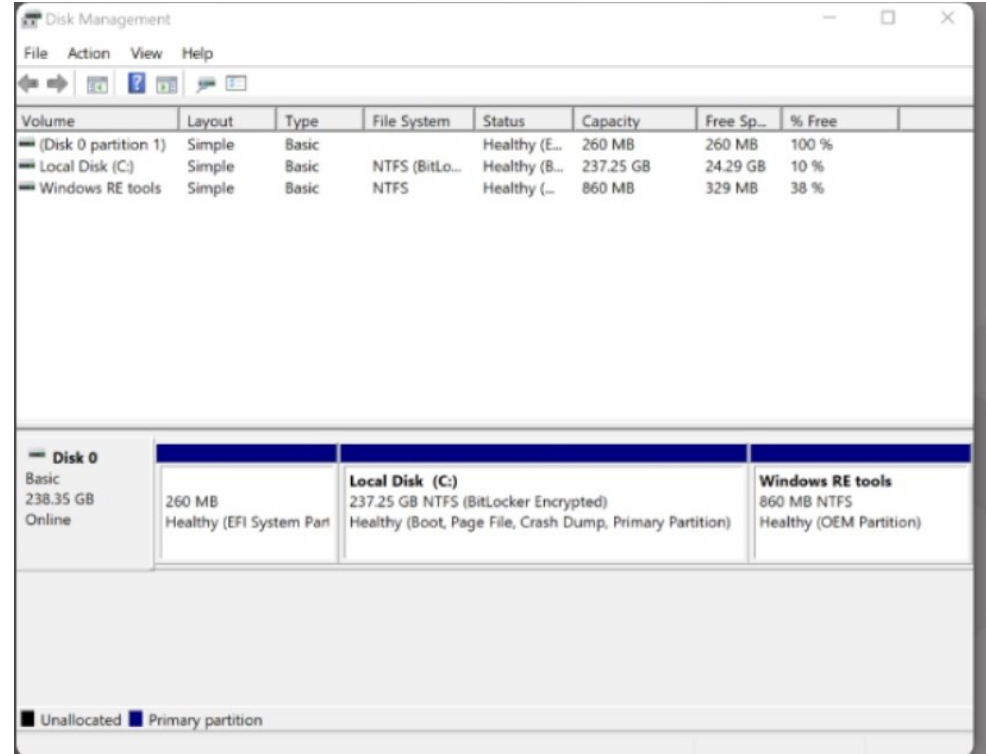 Disk Management
File Action View Help
Volume Layout Type File System Status Capacity Free Sp... % Free
(Disk 0 partition 1) Simple Basic Healthy (E... 260 MB 260 MB 100 %
Local Disk (C:) Simple Basic NTFS (BitLo... Healthy (B... 237.25 GB 24.29 GB 10 %
Windows RE tools Simple Basic NTFS Healthy (... 860 MB 329 MB 38 %
Disk 0
Basic
238.35 GB
Online
260 MB
Healthy (EFI System Part
Local Disk (C:)
237.25 GB NTFS (BitLocker Encrypted)
Healthy (Boot, Page File, Crash Dump, Primary Partition)
Windows RE tools
860 MB NTFS
Healthy (OEM Partition)
Unallocated Primary partition